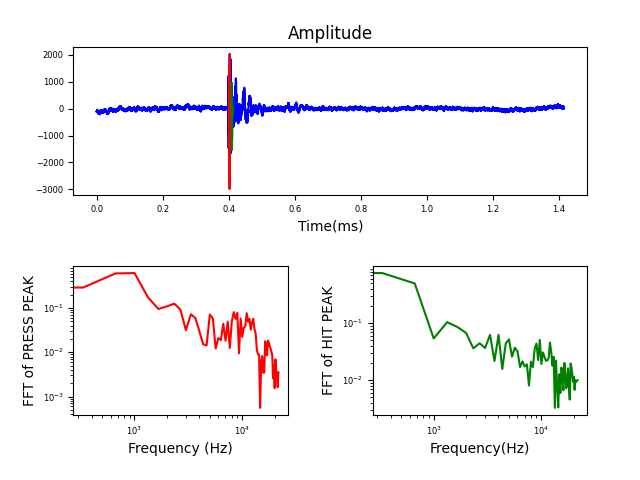 Amplitude
2000
1000
0
−1000
−2000
−3000
0.0 0.2 0.4 0.6 0.8 1.0 1.2 1.4
Time(ms)
FFT of PRESS PEAK
10⁻¹
10⁻²
10⁻³
10³ 10⁴
Frequency (Hz)
FFT of HIT PEAK
10⁻¹
10⁻²
10³ 10⁴
Frequency(Hz)